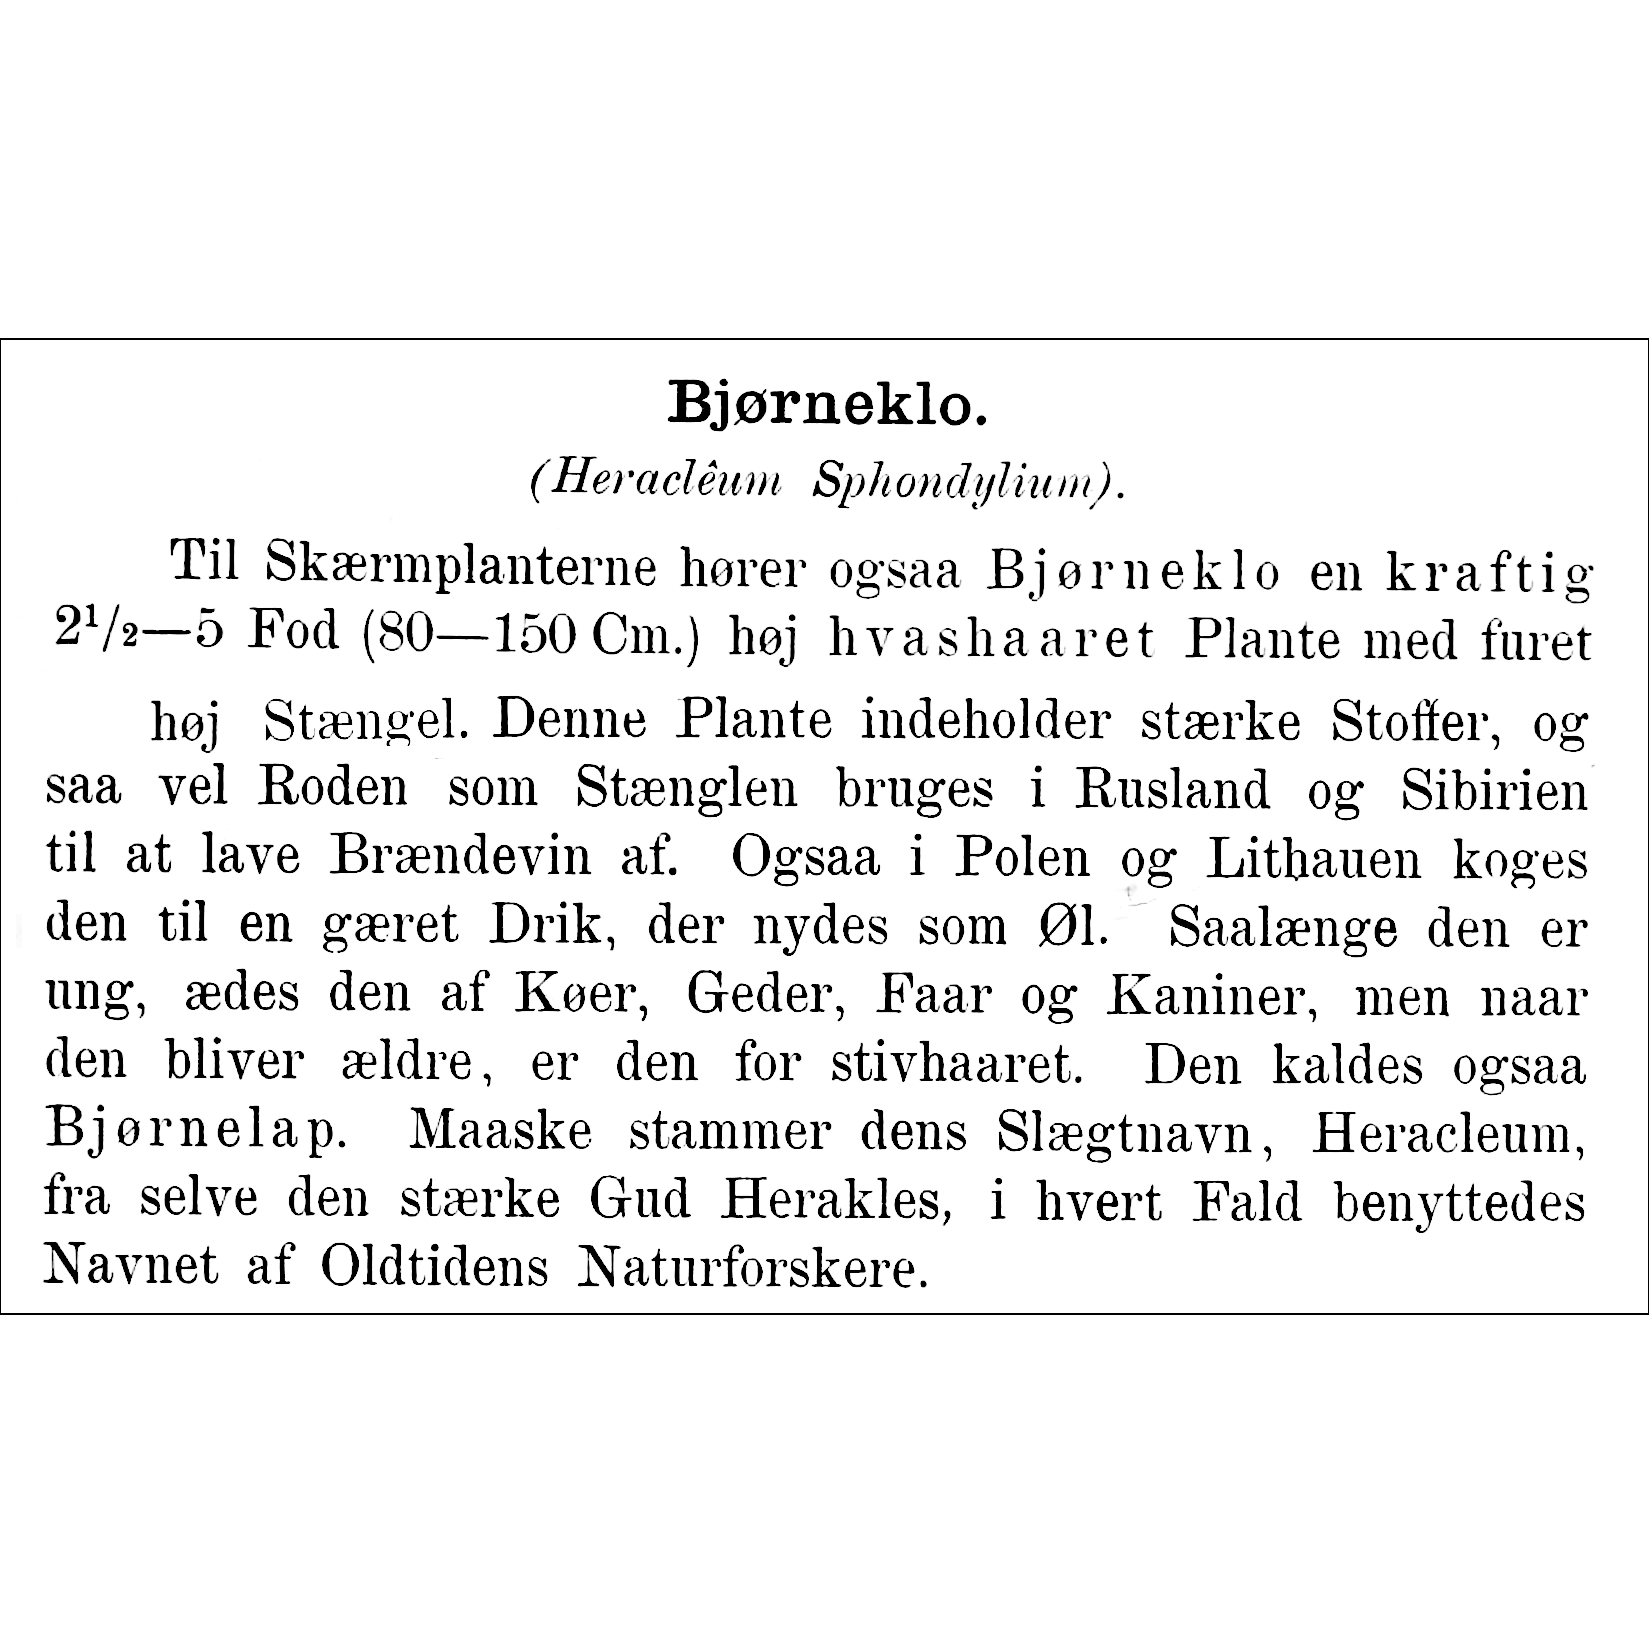 Bjørneklo.
(Heraclêum Sphondylium).
Til Skærmplanterne hører ogsaa Bjørneklo en kraftig
2¹/₂—5 Fod (80—150 Cm.) høj hvashaaret Plante med furet
høj Stængel. Denne Plante indeholder stærke Stoffer, og
saa vel Roden som Stænglen bruges i Rusland og Sibirien
til at lave Brændevin af. Ogsaa i Polen og Lithauen koges
den til en gæret Drik, der nydes som Øl. Saalænge den er
ung, ædes den af Køer, Geder, Faar og Kaniner, men naar
den bliver ældre, er den for stivhaaret. Den kaldes ogsaa
Bjørnelap. Maaske stammer dens Slægtnavn, Heracleum,
fra selve den stærke Gud Herakles, i hvert Fald benyttedes
Navnet af Oldtidens Naturforskere.